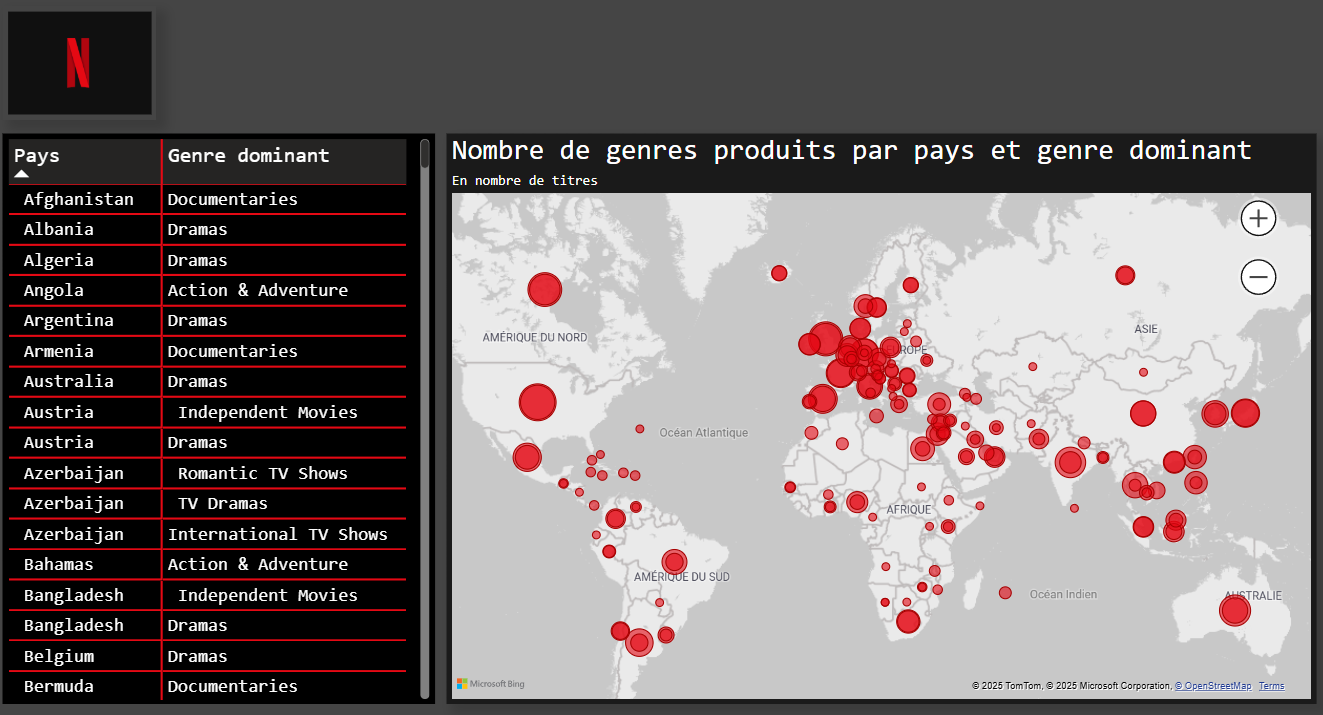 N
Pays Genre dominant
Afghanistan Documentaries
Albania Dramas
Algeria Dramas
Angola Action & Adventure
Argentina Dramas
Armenia Documentaries
Australia Dramas
Austria Independent Movies
Austria Dramas
Azerbaijan Romantic TV Shows
Azerbaijan TV Dramas
Azerbaijan International TV Shows
Bahamas Action & Adventure
Bangladesh Independent Movies
Bangladesh Dramas
Belgium Dramas
Bermuda Documentaries
Nombre de genres produits par pays et genre dominant
En nombre de titres
AMÉRIQUE DU NORD
ASIE
EUROPE
Océan Atlantique
AFRIQUE
AMÉRIQUE DU SUD
Océan Indien
AUSTRALIE
Microsoft Bing
© 2025 TomTom, © 2025 Microsoft Corporation, © OpenStreetMap Terms